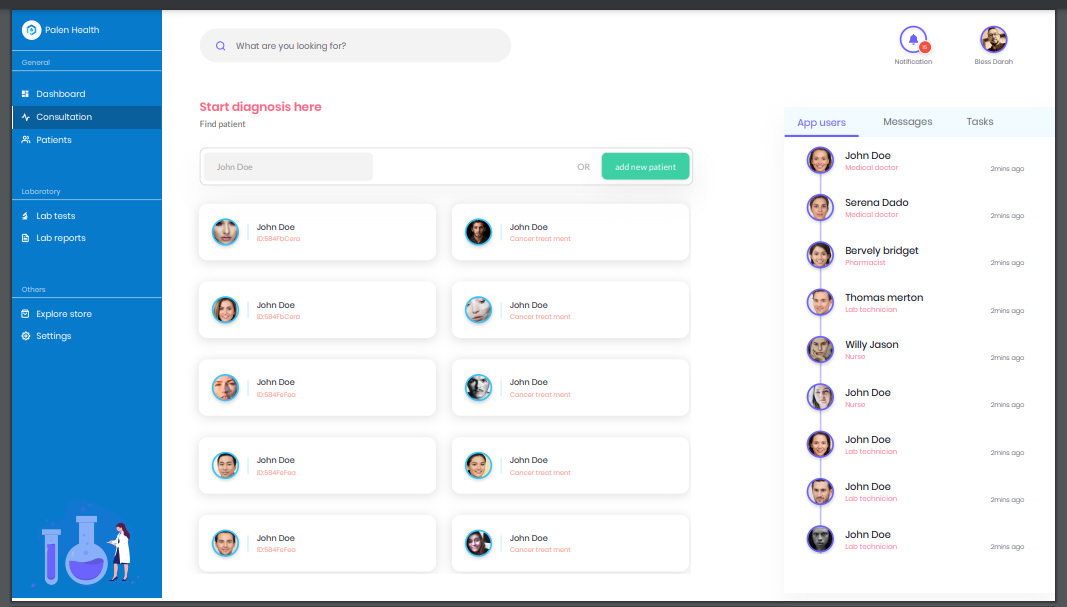 Palen Health
General
Dashboard
Consultation
Patients
Laboratory
Lab tests
Lab reports
Others
Explore store
Settings
What are you looking for?
Notification
Bless Darah
Start diagnosis here
Find patient
John Doe
OR
add new patient
John Doe
ID:584FbCera
John Doe
Cancer treat ment
John Doe
ID:584FbCera
John Doe
Cancer treat ment
John Doe
ID:584FeFea
John Doe
Cancer treat ment
John Doe
ID:584FeFea
John Doe
Cancer treat ment
John Doe
ID:584FeFea
John Doe
Cancer treat ment
App users
Messages
Tasks
John Doe
Medical doctor
2mins ago
Serena Dado
Medical doctor
2mins ago
Bervely bridget
Pharmacist
2mins ago
Thomas merton
Lab technician
2mins ago
Willy Jason
Nurse
2mins ago
John Doe
Nurse
2mins ago
John Doe
Lab technician
2mins ago
John Doe
Lab technician
2mins ago
John Doe
Lab technician
2mins ago